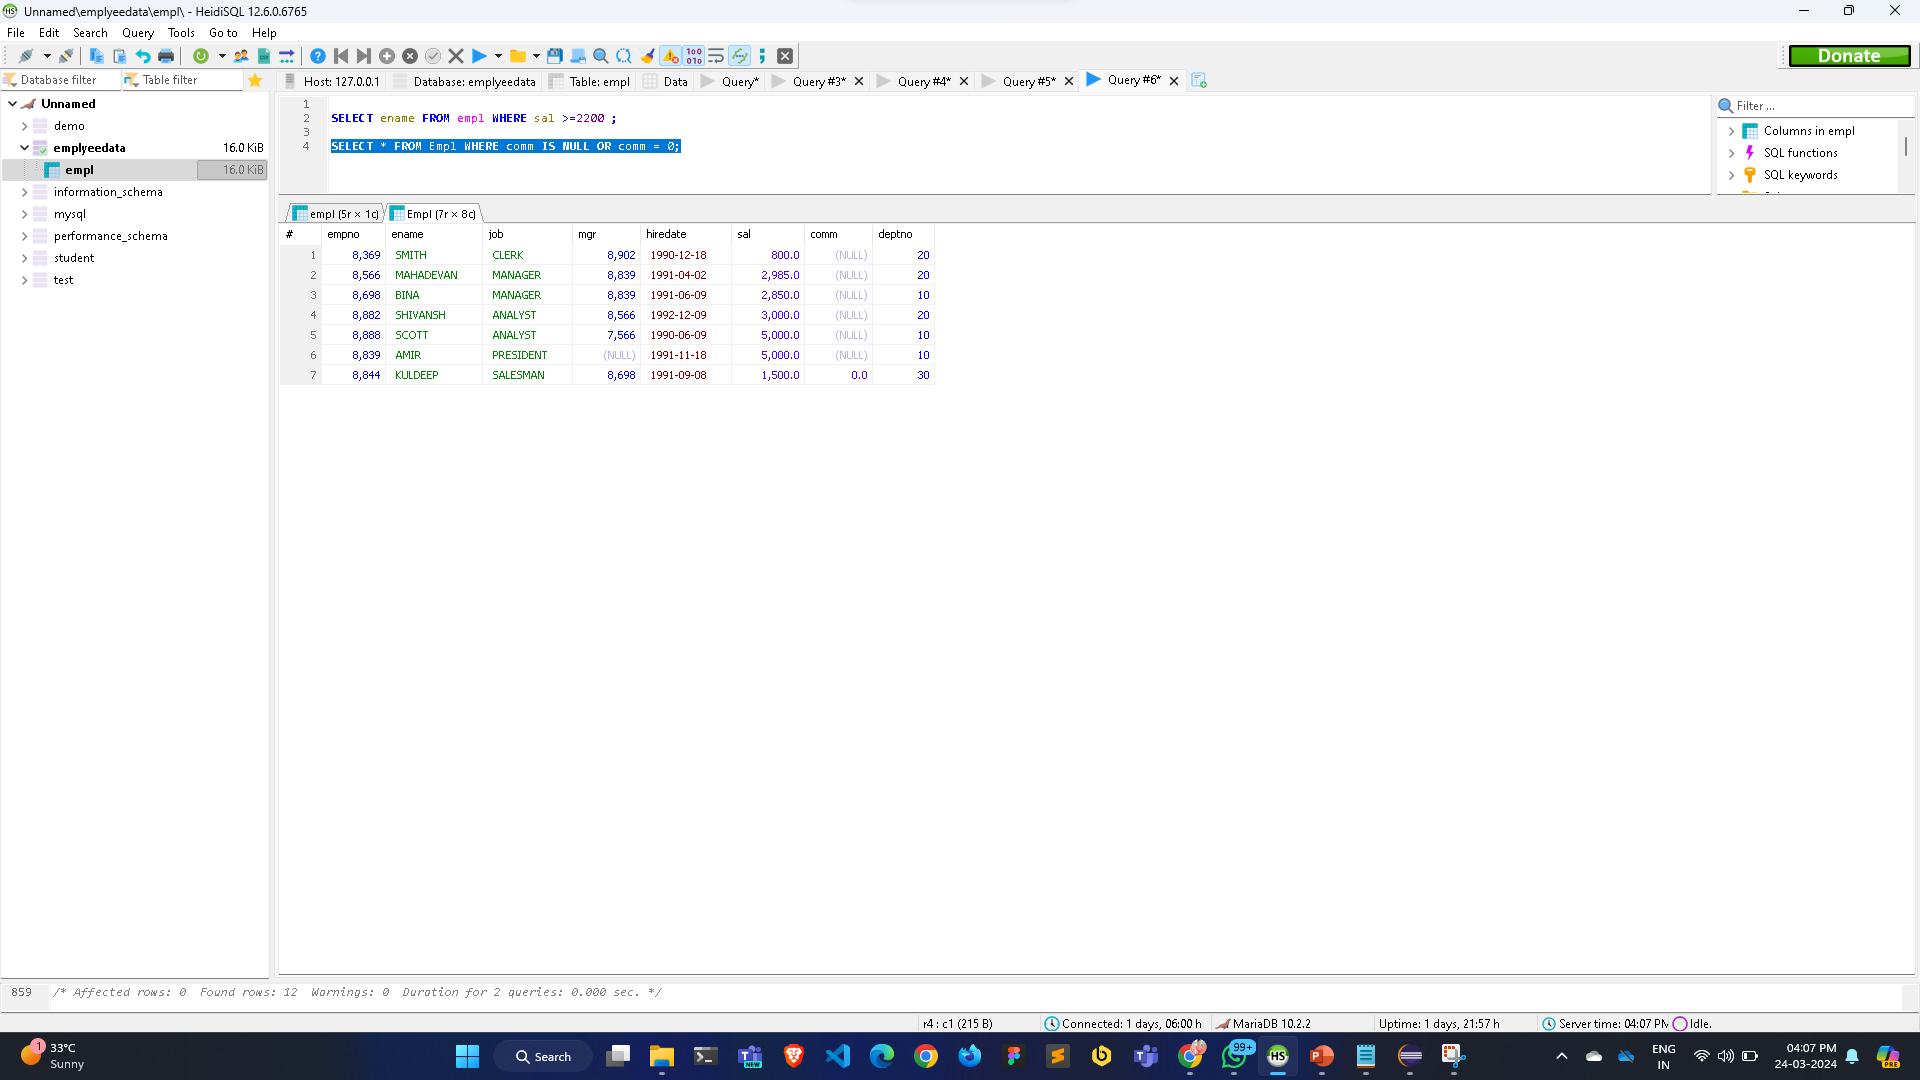 Unnamed\emplyeedata\empl\ - HeidiSQL 12.6.0.6765
File Edit Search Query Tools Go to Help
Donate
Database filter Table filter
Host: 127.0.0.1 Database: emplyeedata Table: empl Data Query* Query #3* Query #4* Query #5* Query #6*
Unnamed
demo
emplyeedata 16.0 KiB
empl 16.0 KiB
information_schema
mysql
performance_schema
student
test
1
2 SELECT ename FROM empl WHERE sal >=2200 ;
3
4 SELECT * FROM Empl WHERE comm IS NULL OR comm = 0;
Filter ...
Columns in empl
SQL functions
SQL keywords
empl (5r × 1c) Empl (7r × 8c)
# empno ename job mgr hiredate sal comm deptno
1 8,369 SMITH CLERK 8,902 1990-12-18 800.0 (NULL) 20
2 8,566 MAHADEVAN MANAGER 8,839 1991-04-02 2,985.0 (NULL) 20
3 8,698 BINA MANAGER 8,839 1991-06-09 2,850.0 (NULL) 10
4 8,882 SHIVANSH ANALYST 8,566 1992-12-09 3,000.0 (NULL) 20
5 8,888 SCOTT ANALYST 7,566 1990-06-09 5,000.0 (NULL) 10
6 8,839 AMIR PRESIDENT (NULL) 1991-11-18 5,000.0 (NULL) 10
7 8,844 KULDEEP SALESMAN 8,698 1991-09-08 1,500.0 0.0 30
859 /* Affected rows: 0 Found rows: 12 Warnings: 0 Duration for 2 queries: 0.000 sec. */
r4 : c1 (215 B) Connected: 1 days, 06:00 h MariaDB 10.2.2 Uptime: 1 days, 21:57 h Server time: 04:07 PM Idle.
1 33°C
Sunny
Search
NEW
99+
HS
ENG
IN
04:07 PM
24-03-2024
PRE